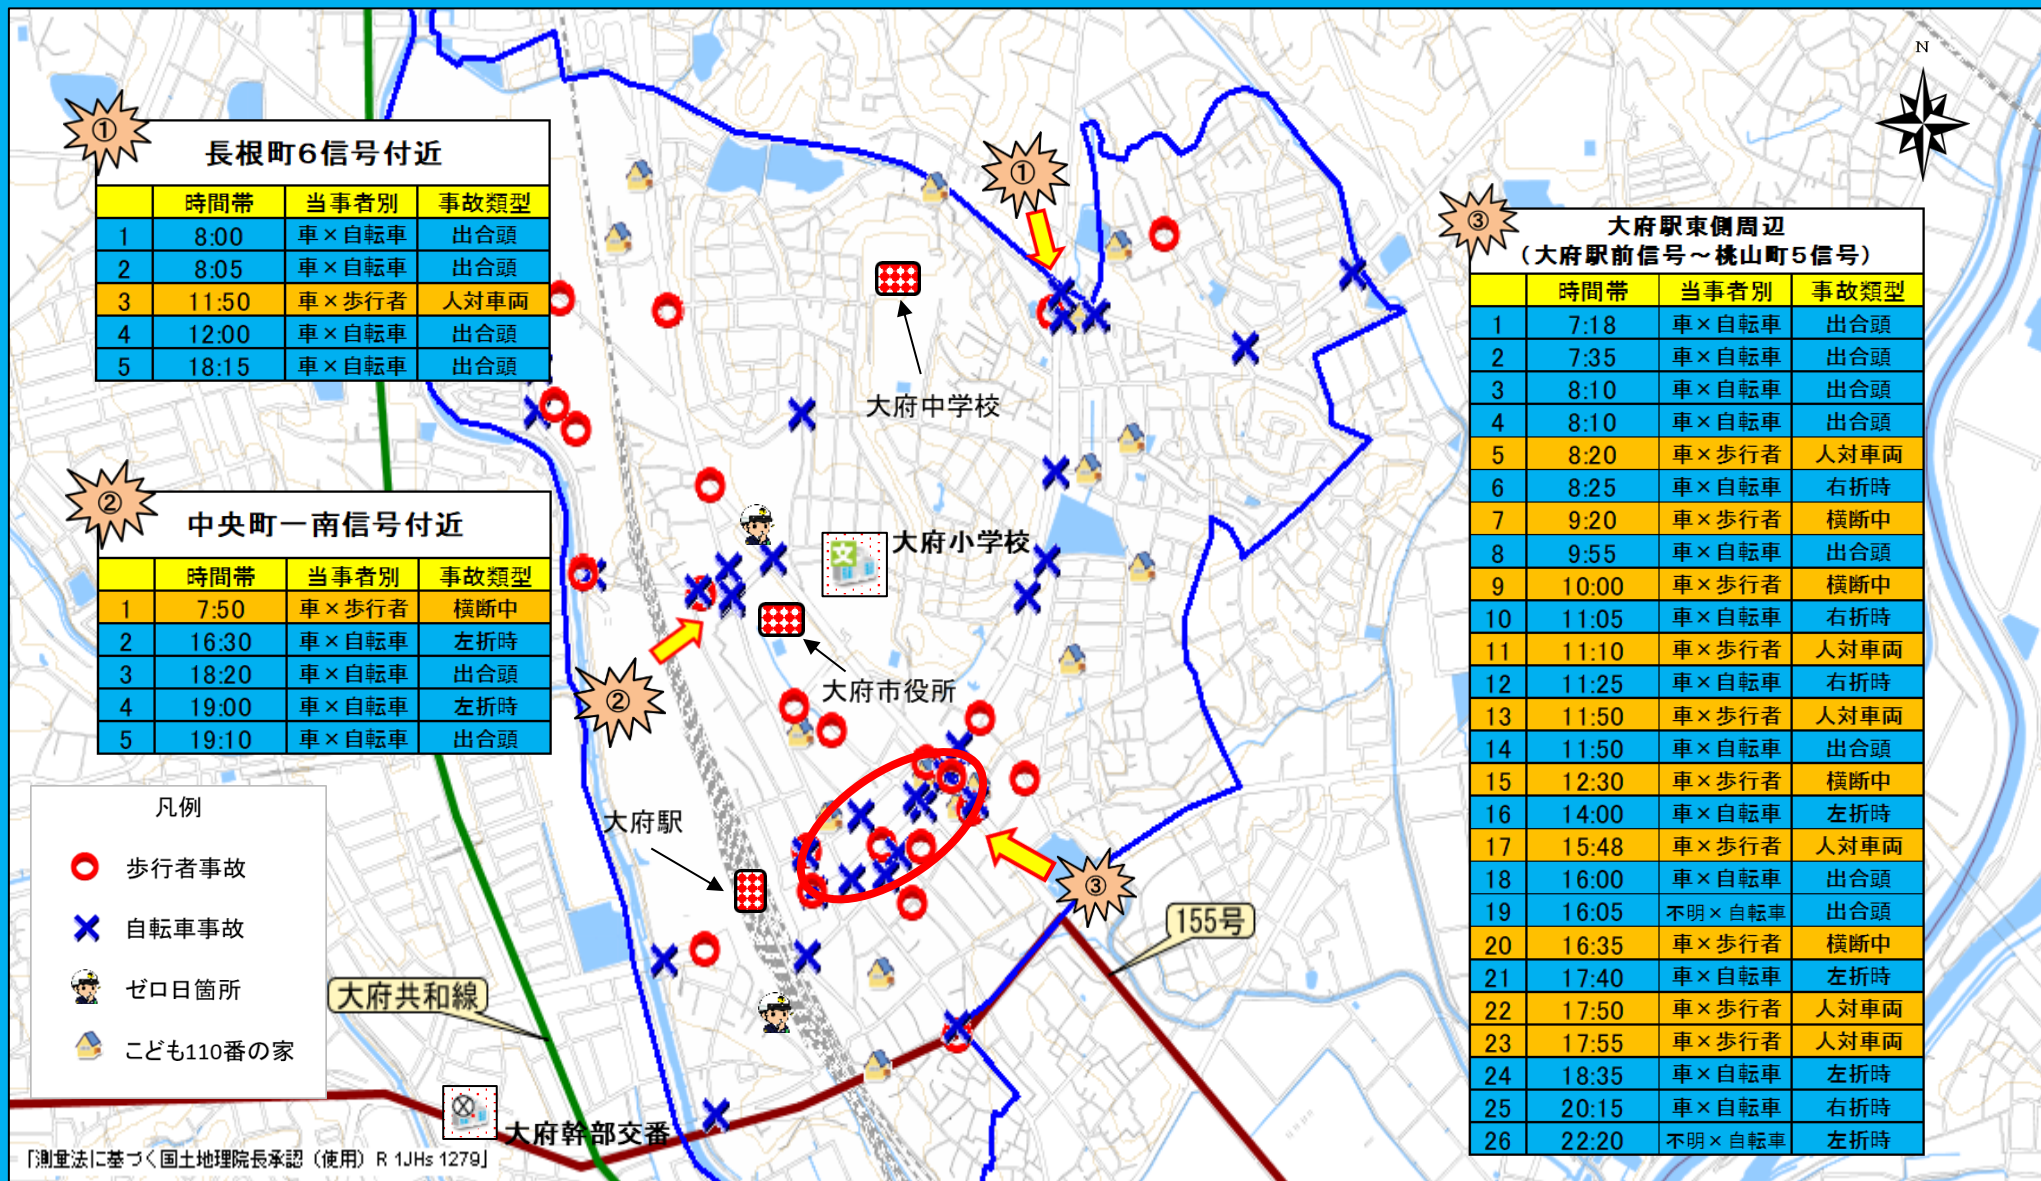 ①
長根町6信号付近
時間帯 当事者別 事故類型
1 8:00 車×自転車 出合頭
2 8:05 車×自転車 出合頭
3 11:50 車×歩行者 人対車両
4 12:00 車×自転車 出合頭
5 18:15 車×自転車 出合頭
②
中央町一南信号付近
時間帯 当事者別 事故類型
1 7:50 車×歩行者 横断中
2 16:30 車×自転車 左折時
3 18:20 車×自転車 出合頭
4 19:00 車×自転車 左折時
5 19:10 車×自転車 出合頭
凡例
歩行者事故
自転車事故
ゼロ日箇所
こども110番の家
大府共和線
大府幹部交番
「測量法に基づく国土地理院長承認（使用）R 1JHs 1279」
N
①
大府中学校
文
大府小学校
大府市役所
②
大府駅
③
155号
③
大府駅東側周辺
（大府駅前信号～桃山町5信号）
時間帯 当事者別 事故類型
1 7:18 車×自転車 出合頭
2 7:35 車×自転車 出合頭
3 8:10 車×自転車 出合頭
4 8:10 車×自転車 出合頭
5 8:20 車×歩行者 人対車両
6 8:25 車×自転車 右折時
7 9:20 車×歩行者 横断中
8 9:55 車×自転車 出合頭
9 10:00 車×歩行者 横断中
10 11:05 車×自転車 右折時
11 11:10 車×歩行者 人対車両
12 11:25 車×自転車 右折時
13 11:50 車×歩行者 人対車両
14 11:50 車×自転車 出合頭
15 12:30 車×歩行者 横断中
16 14:00 車×自転車 左折時
17 15:48 車×歩行者 人対車両
18 16:00 車×自転車 出合頭
19 16:05 不明×自転車 出合頭
20 16:35 車×歩行者 横断中
21 17:40 車×自転車 左折時
22 17:50 車×歩行者 人対車両
23 17:55 車×歩行者 人対車両
24 18:35 車×自転車 左折時
25 20:15 車×自転車 右折時
26 22:20 不明×自転車 左折時